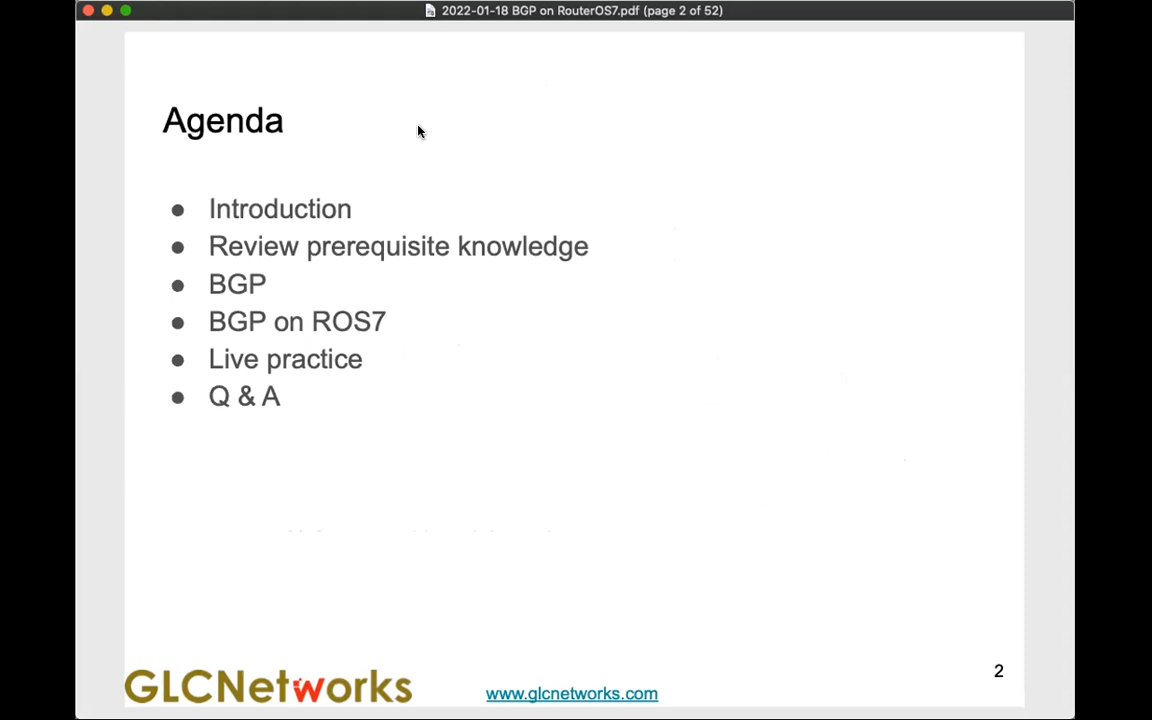 2022-01-18 BGP on RouterOS7.pdf (page 2 of 52)
Agenda
● Introduction
● Review prerequisite knowledge
● BGP
● BGP on ROS7
● Live practice
● Q & A
GLCNetworks
www.glcnetworks.com
2